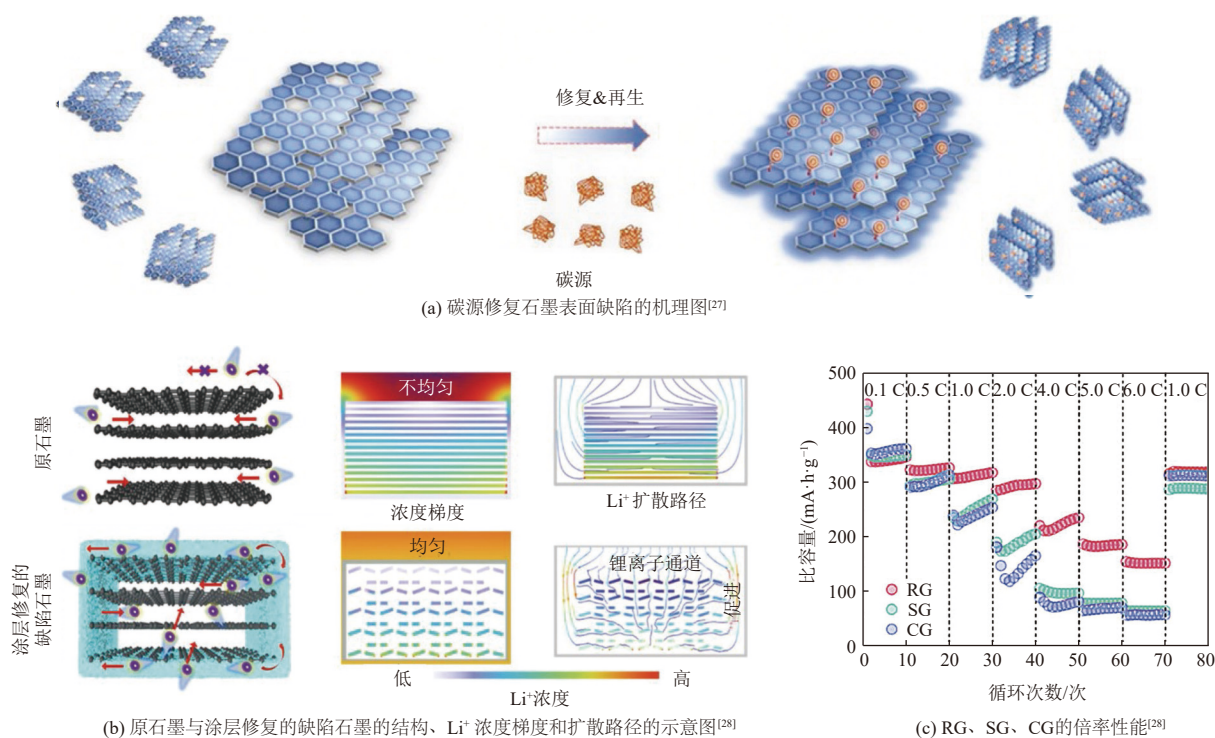 修复&再生
碳源
(a) 碳源修复石墨表面缺陷的机理图[27]
原石墨
不均匀
浓度梯度
Li⁺ 扩散路径
涂层修复的
缺陷石墨
均匀
锂离子通道
促进
低
高
Li⁺浓度
(b) 原石墨与涂层修复的缺陷石墨的结构、Li⁺ 浓度梯度和扩散路径的示意图[28]
500
400
300
200
100
0
比容量/(mA·h·g⁻¹)
0.1 C 0.5 C 1.0 C 2.0 C 4.0 C 5.0 C 6.0 C 1.0 C
RG
SG
CG
0 10 20 30 40 50 60 70 80
循环次数/次
(c) RG、SG、CG的倍率性能[28]